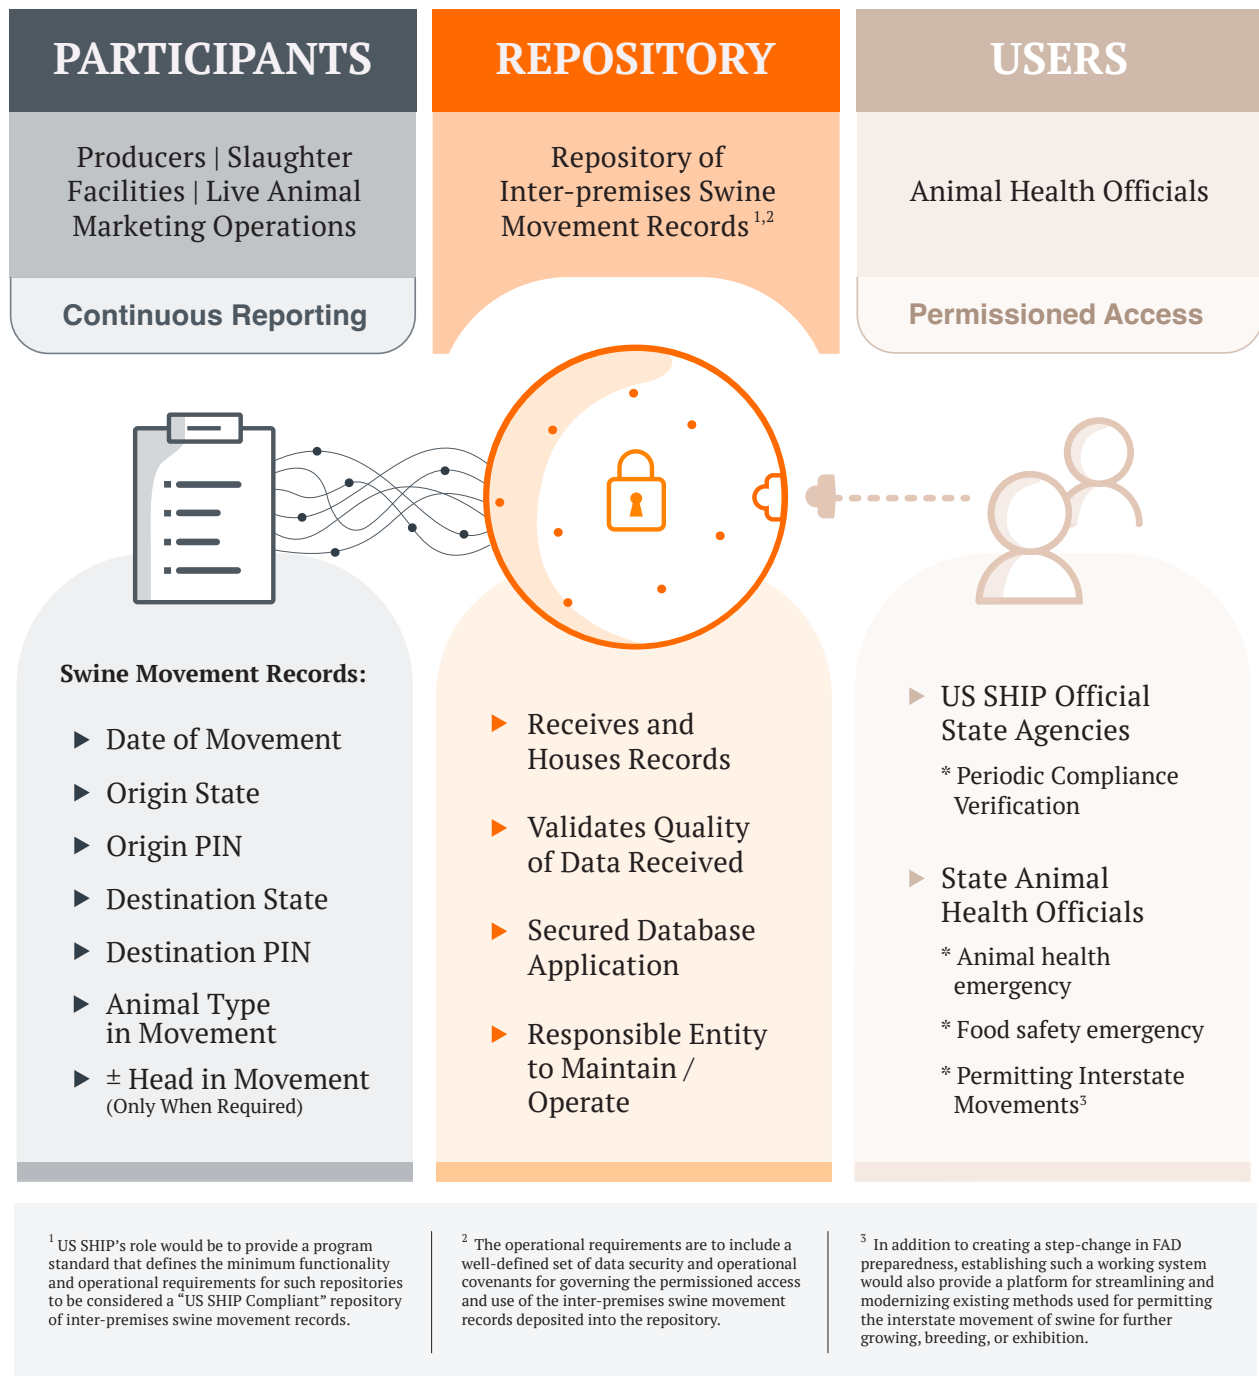 PARTICIPANTS
Producers | Slaughter
Facilities | Live Animal
Marketing Operations
Continuous Reporting
REPOSITORY
Repository of
Inter-premises Swine
Movement Records 1,2
USERS
Animal Health Officials
Permissioned Access
Swine Movement Records:
▶ Date of Movement
▶ Origin State
▶ Origin PIN
▶ Destination State
▶ Destination PIN
▶ Animal Type
in Movement
▶ ± Head in Movement
(Only When Required)
▶ Receives and
Houses Records
▶ Validates Quality
of Data Received
▶ Secured Database
Application
▶ Responsible Entity
to Maintain /
Operate
▶ US SHIP Official
State Agencies
* Periodic Compliance
Verification
▶ State Animal
Health Officials
* Animal health
emergency
* Food safety emergency
* Permitting Interstate
Movements3
1 US SHIP’s role would be to provide a program
standard that defines the minimum functionality
and operational requirements for such repositories
to be considered a “US SHIP Compliant” repository
of inter-premises swine movement records.
2 The operational requirements are to include a
well-defined set of data security and operational
covenants for governing the permissioned access
and use of the inter-premises swine movement
records deposited into the repository.
3 In addition to creating a step-change in FAD
preparedness, establishing such a working system
would also provide a platform for streamlining and
modernizing existing methods used for permitting
the interstate movement of swine for further
growing, breeding, or exhibition.